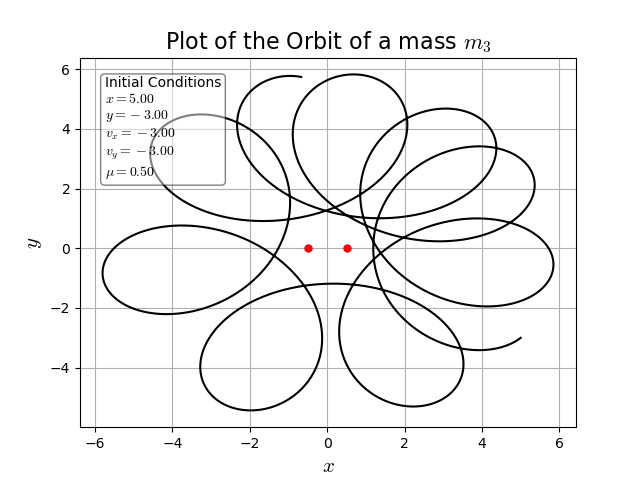 Plot of the Orbit of a mass m₃
Initial Conditions
x = 5.00
y = −3.00
vₓ = −3.00
v_y = −3.00
μ = 0.50
6
4
2
0
−2
−4
y
−6
−4
−2
0
2
4
6
x